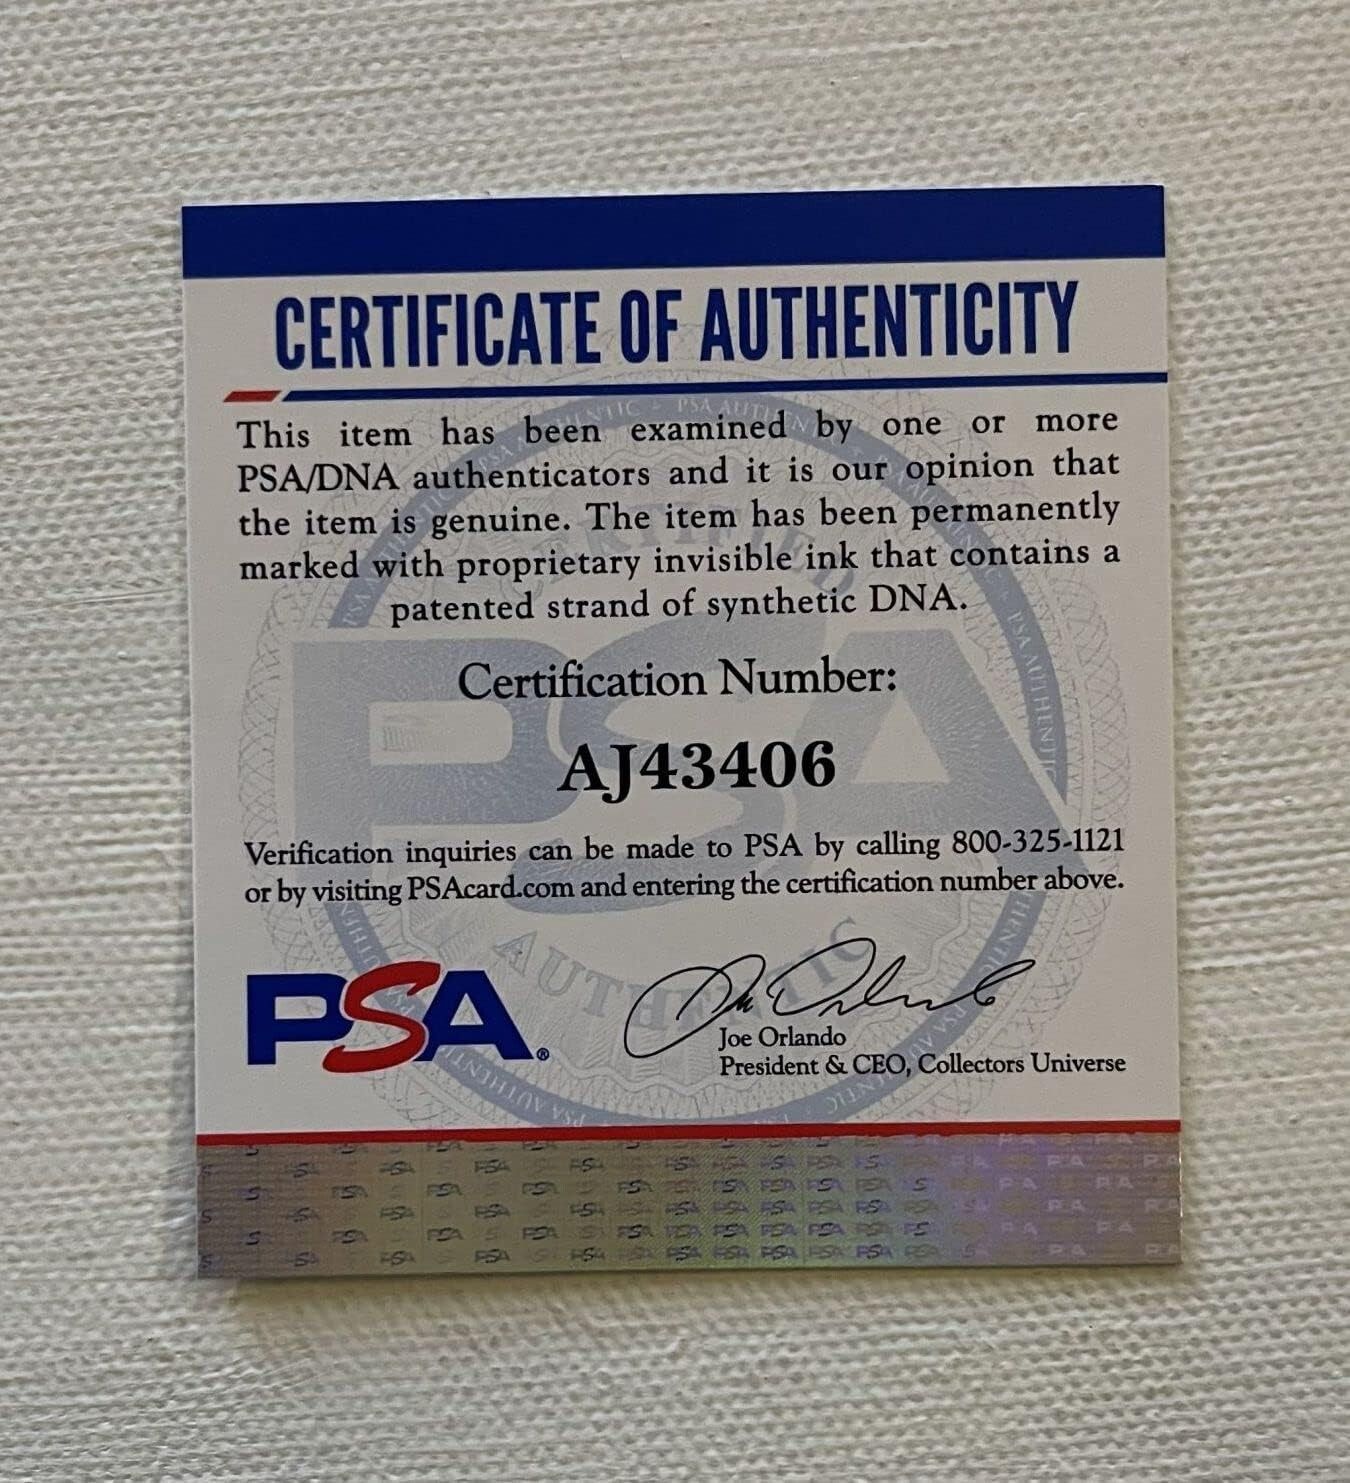 CERTIFICATE OF AUTHENTICITY
This item has been examined by one or more
PSA/DNA authenticators and it is our opinion that
the item is genuine. The item has been permanently
marked with proprietary invisible ink that contains a
patented strand of synthetic DNA.
Certification Number:
AJ43406
Verification inquiries can be made to PSA by calling 800-325-1121
or by visiting PSAcard.com and entering the certification number above.
PSA®
Joe Orlando
President & CEO, Collectors Universe
CERTIFIED
PSA
AUTHENTIC